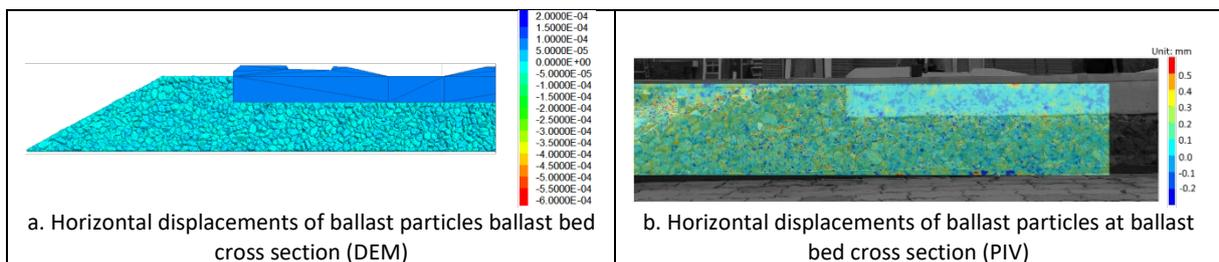 2.0000E-04
1.5000E-04
1.0000E-04
5.0000E-05
0.0000E+00
-5.0000E-05
-1.0000E-04
-1.5000E-04
-2.0000E-04
-2.5000E-04
-3.0000E-04
-3.5000E-04
-4.0000E-04
-4.5000E-04
-5.0000E-04
-5.5000E-04
-6.0000E-04
a. Horizontal displacements of ballast particles ballast bed
cross section (DEM)
Unit: mm
0.5
0.4
0.3
0.2
0.1
0.0
-0.1
-0.2
b. Horizontal displacements of ballast particles at ballast
bed cross section (PIV)